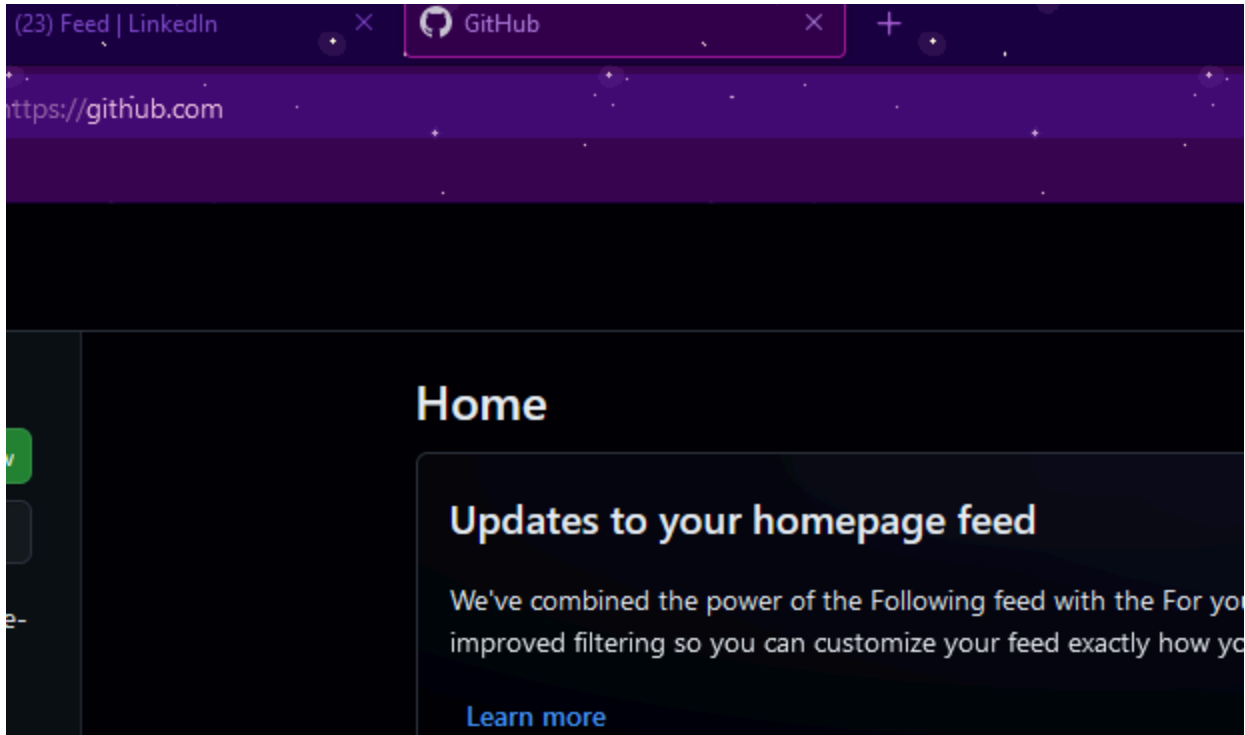 (23) Feed | LinkedIn
GitHub
https://github.com
Home
Updates to your homepage feed
We've combined the power of the Following feed with the For you
improved filtering so you can customize your feed exactly how yo
Learn more
e-